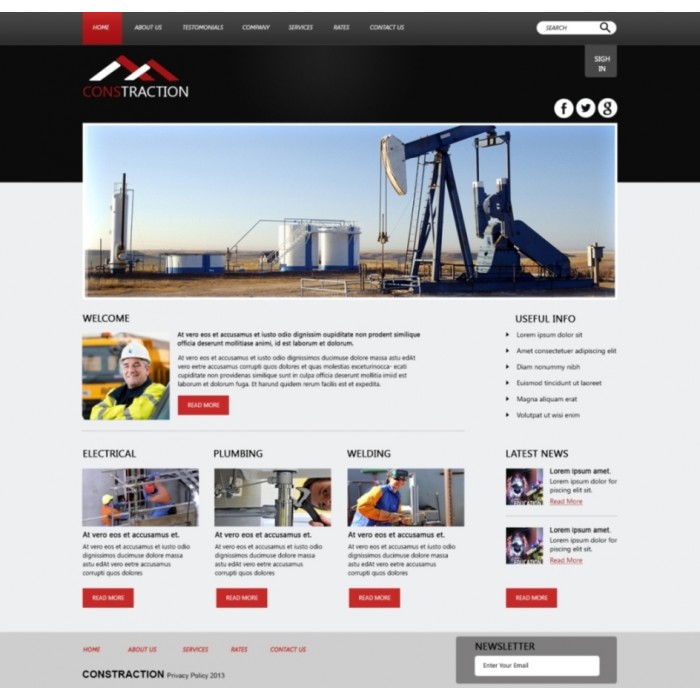 HOME ABOUT US TESTIMONIALS COMPANY SERVICES RATES CONTACT US SEARCH
SIGH
IN
CONSTRACTION
f g
WELCOME
At vero eos et accusamus et iusto odio dignissim oupiditate non prodent similique
officia deserunt mollitiase animi, id est laborum et dolorum.
At vero eos et accusamus et iusto odio dignissimos ducimuse dolore massa astu edAt
vero eetre casmus corrupti quos dolores et quas molestias exceturinocca- ecati
cupiditate non providenas similique sunt in culpa officia mollitia imid est
laborum et dolorum fuga. Et harund quidem rerum facilis est et expedita.
READ MORE
USEFUL INFO
Lorem ipsum dolor sit
Amet consectetuer adipiscing elit
Diam nonummy nibh
Euismod tincidunt ut laoreet
Magna aliquam erat
Volutpat ut wisi enim
ELECTRICAL
At vero eos et accusamus et.
At vero eos et accusamus et iusto odio
dignissimos ducimuse dolore massa
astu edAt vero eetre accusmus
corrupti quos dolores
READ MORE
PLUMBING
At vero eos et accusamus et.
At vero eos et accusamus et iusto odio
dignissimos ducimuse dolore massa
astu edAt vero eetre accusmus
corrupti quos dolores
READ MORE
WELDING
At vero eos et accusamus et.
At vero eos et accusamus et iusto odio
dignissimos ducimuse dolore massa
astu edAt vero eetre accusmus
corrupti quos dolores
READ MORE
LATEST NEWS
Lorem ipsum amet.
Lorem ipsum dolor for
piscing elit sit.
Read More
Lorem ipsum amet.
Lorem ipsum dolor for
piscing elit sit.
Read More
READ MORE
HOME ABOUT US SERVICES RATES CONTACT US
CONSTRACTION Privacy Policy 2013
NEWSLETTER
Enter Your Email